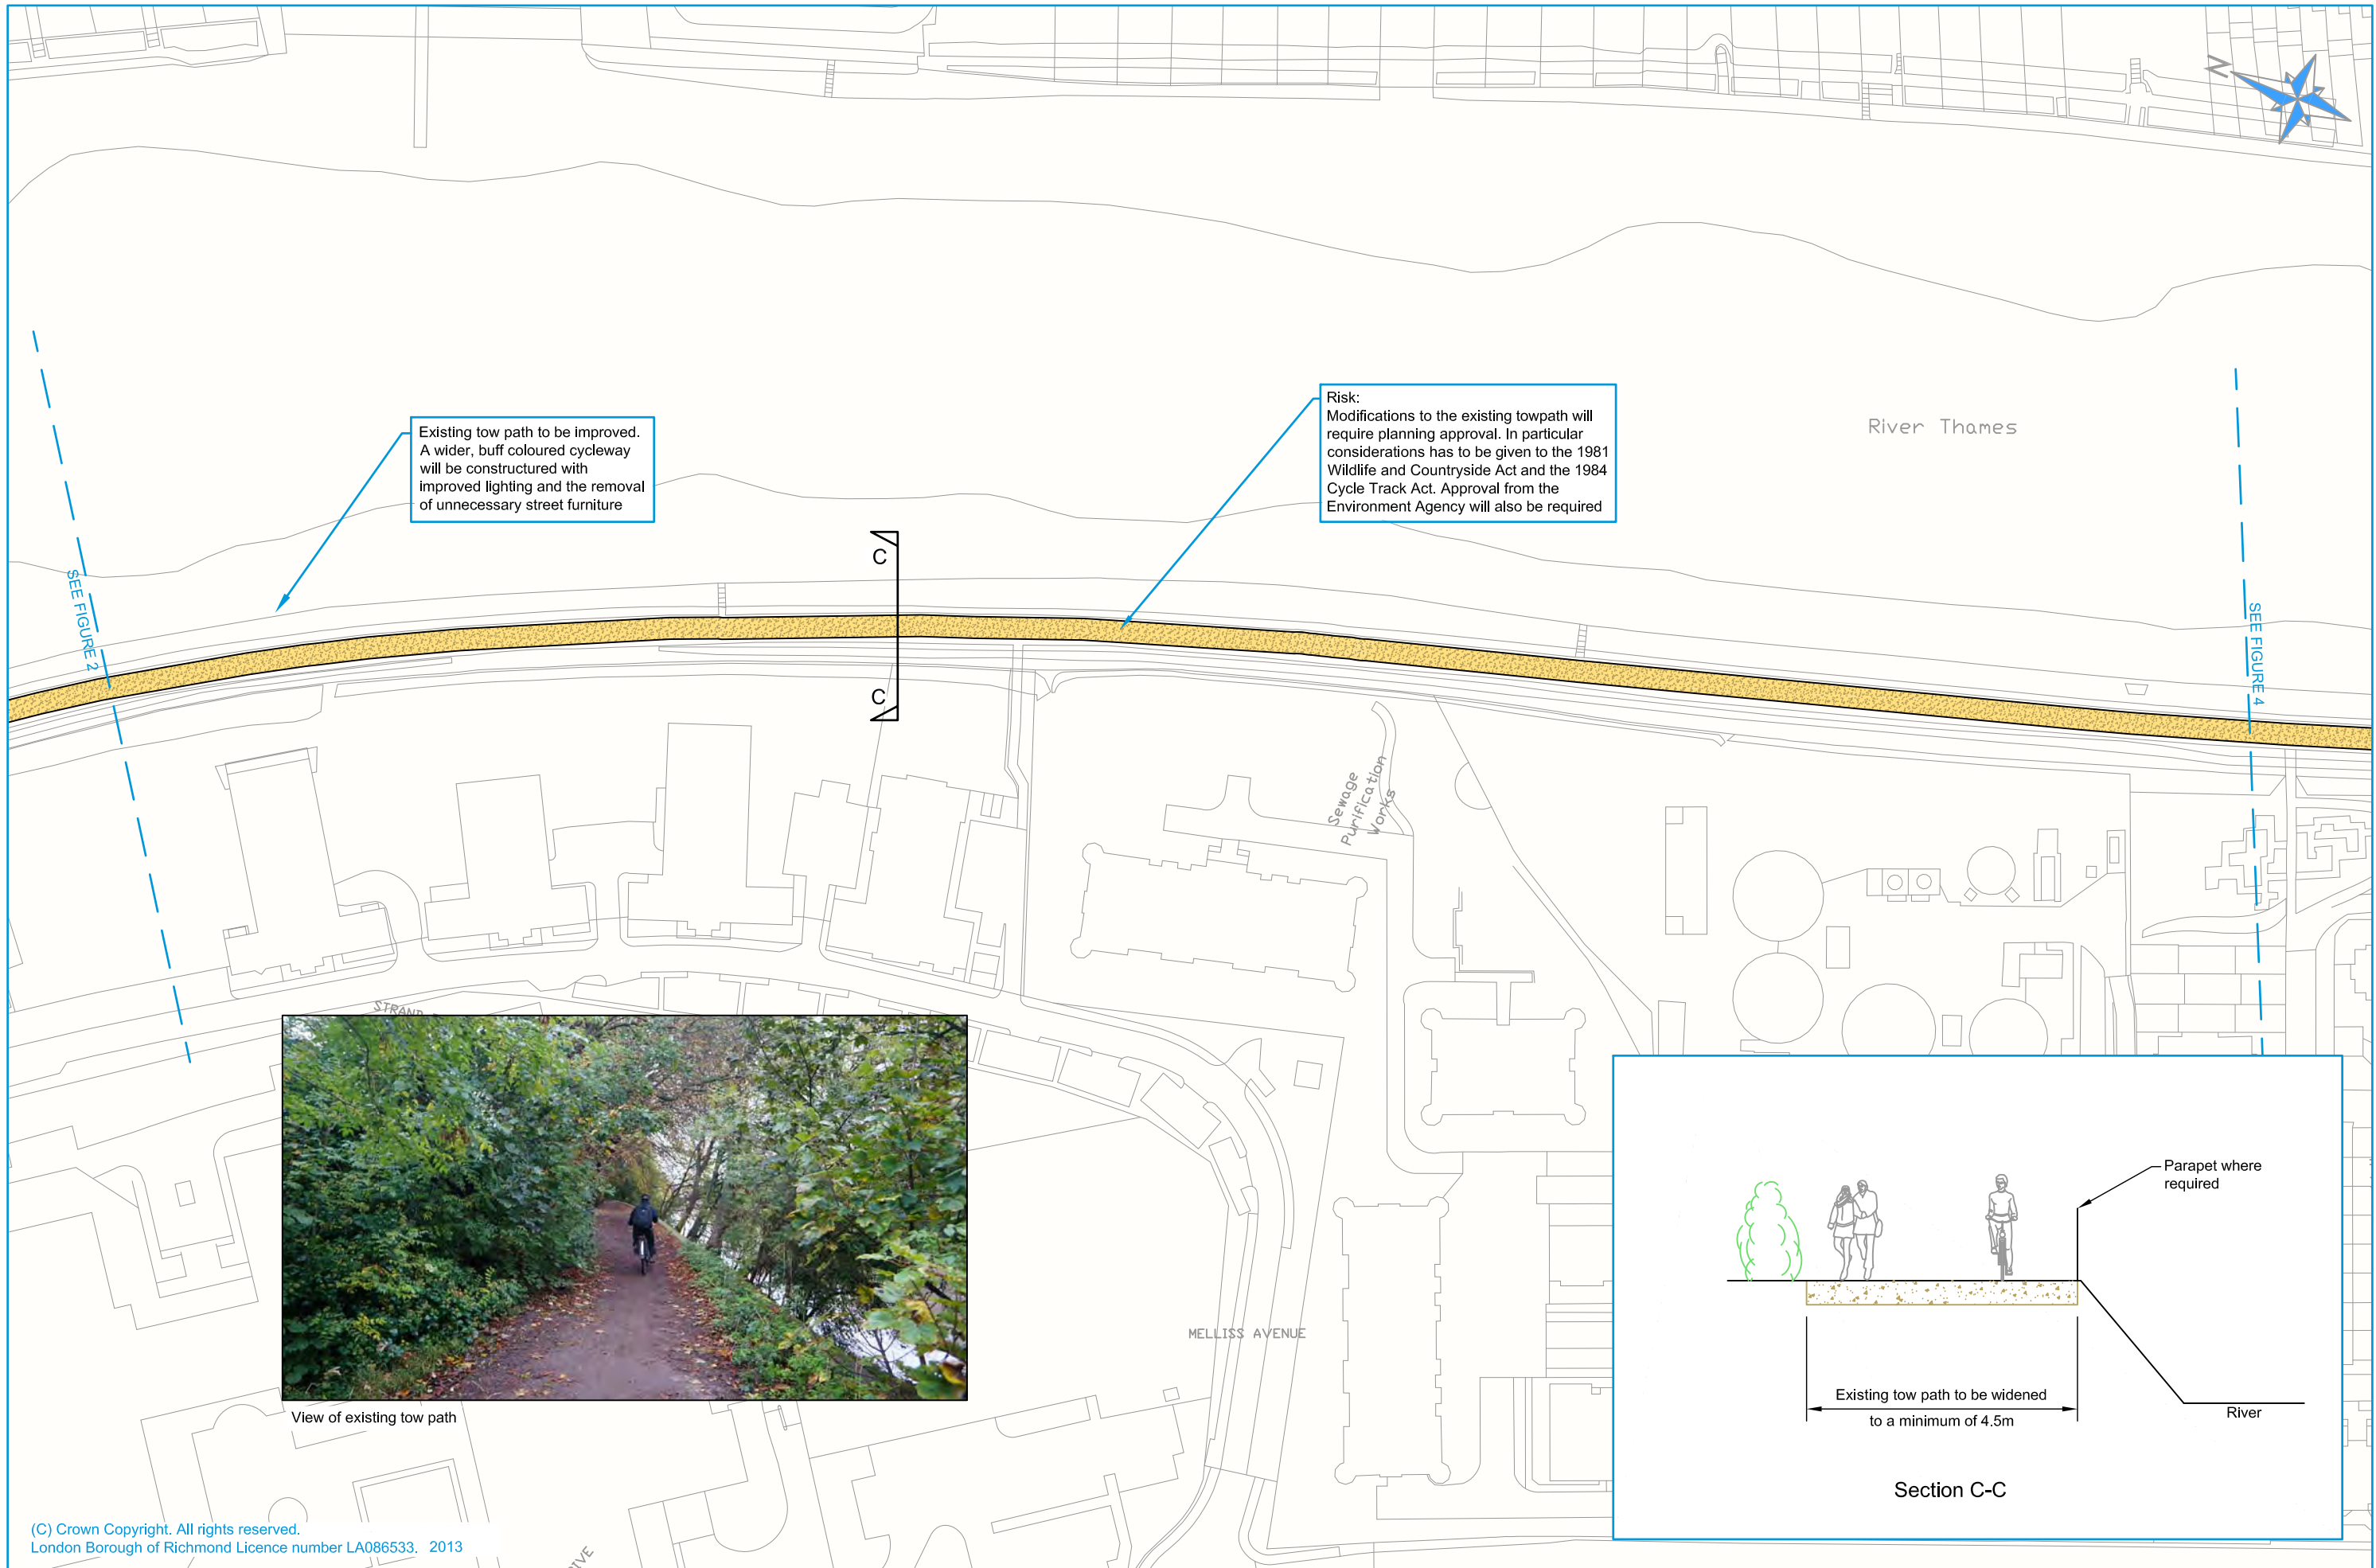 N
Existing tow path to be improved.
A wider, buff coloured cycleway
will be constructured with
improved lighting and the removal
of unnecessary street furniture
Risk:
Modifications to the existing towpath will
require planning approval. In particular
considerations has to be given to the 1981
Wildlife and Countryside Act and the 1984
Cycle Track Act. Approval from the
Environment Agency will also be required
River Thames
SEE FIGURE 2
C
C
SEE FIGURE 4
Sewage
Purification
Works
STRAND
MELLISS AVENUE
View of existing tow path
Parapet where
required
Existing tow path to be widened
to a minimum of 4.5m
River
Section C-C
(C) Crown Copyright. All rights reserved.
London Borough of Richmond Licence number LA086533. 2013